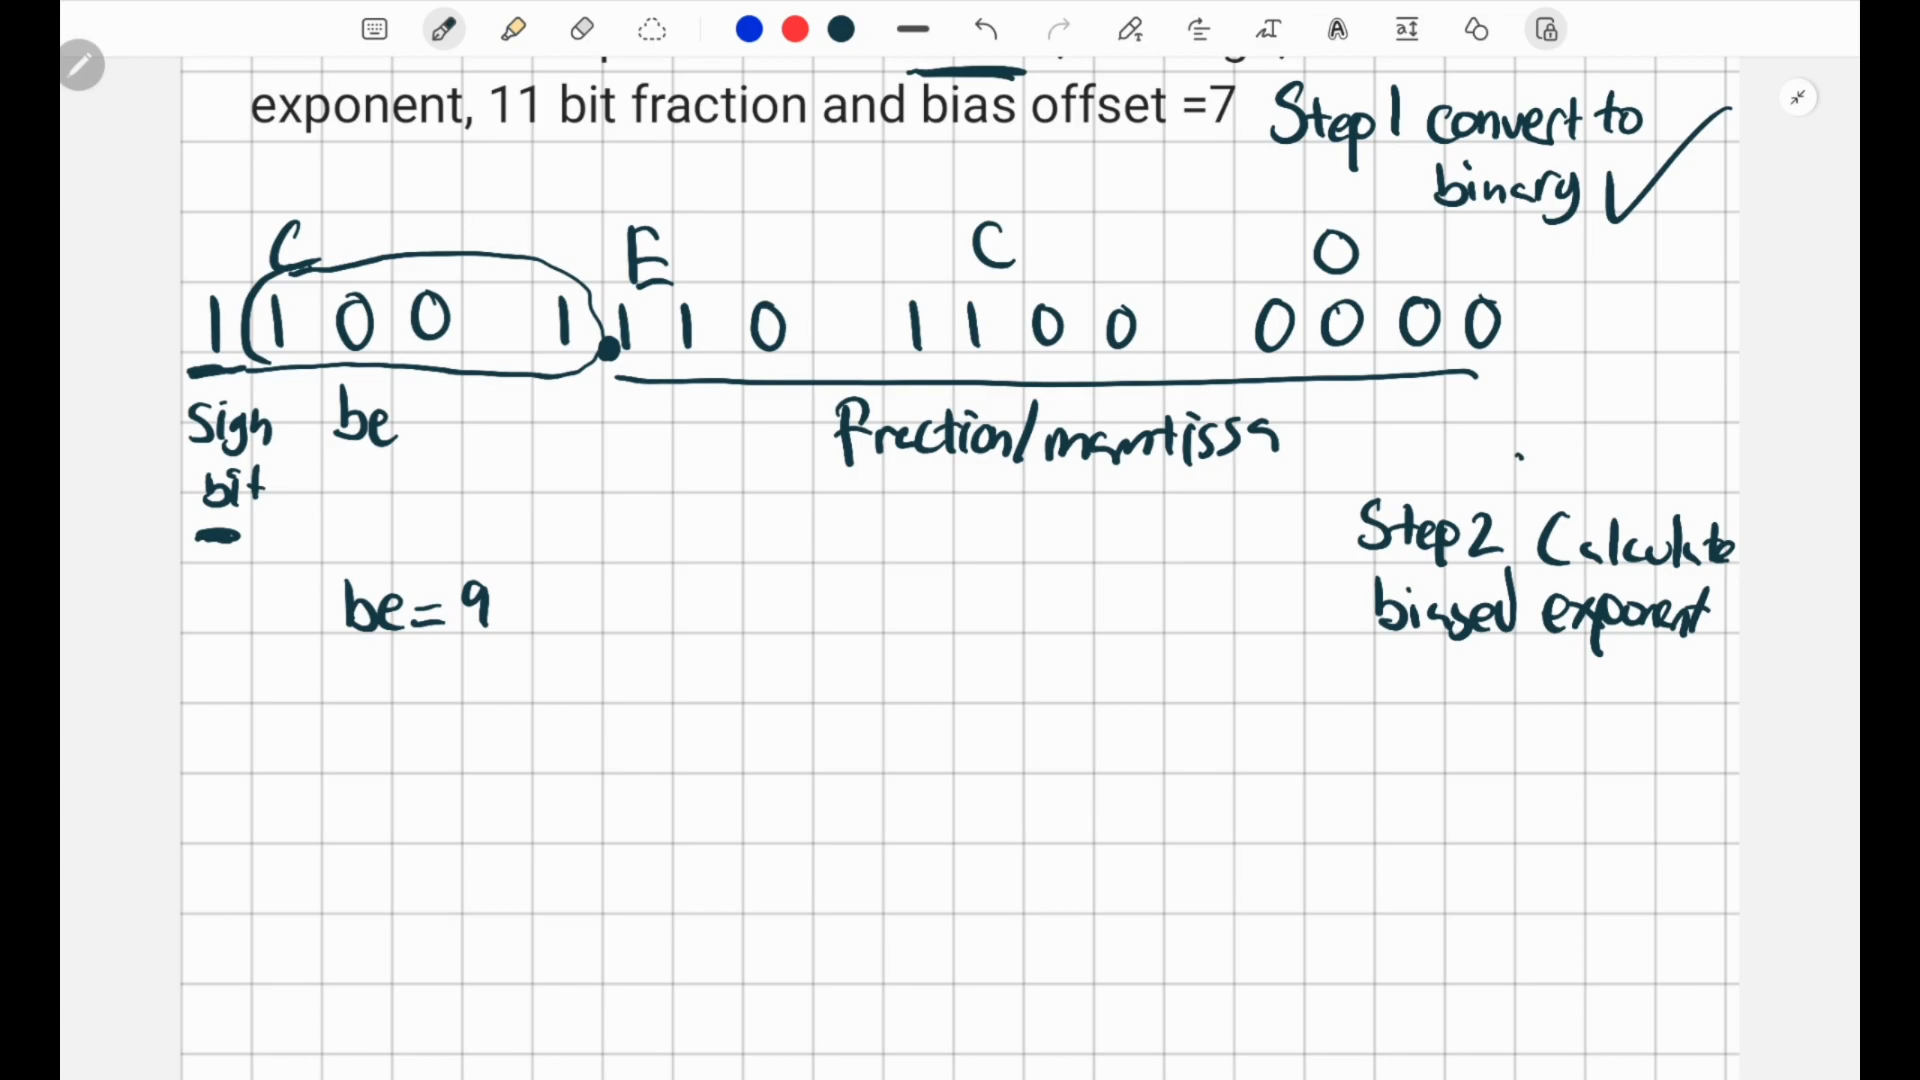 exponent, 11 bit fraction and bias offset =7
Step 1 convert to
binary
C E C 0
1 1 0 0 1 . 1 1 0 1 1 0 0 0 0 0 0
Sign be fraction/mantissa
bit
Step 2 Calculate
be = 9 biased exponent